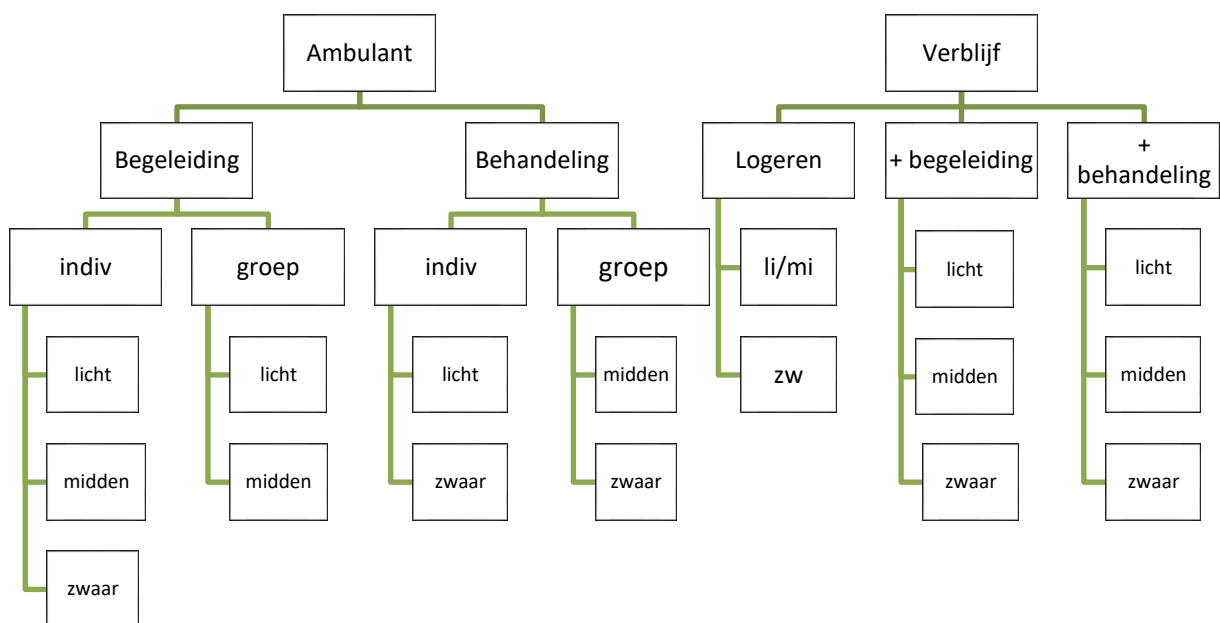 Ambulant
Verblijf
Begeleiding
Behandeling
Logeren
+ begeleiding
+
behandeling
indiv
groep
indiv
groep
li/mi
licht
licht
licht
licht
licht
midden
zw
midden
midden
midden
midden
zwaar
zwaar
zwaar
zwaar
zwaar